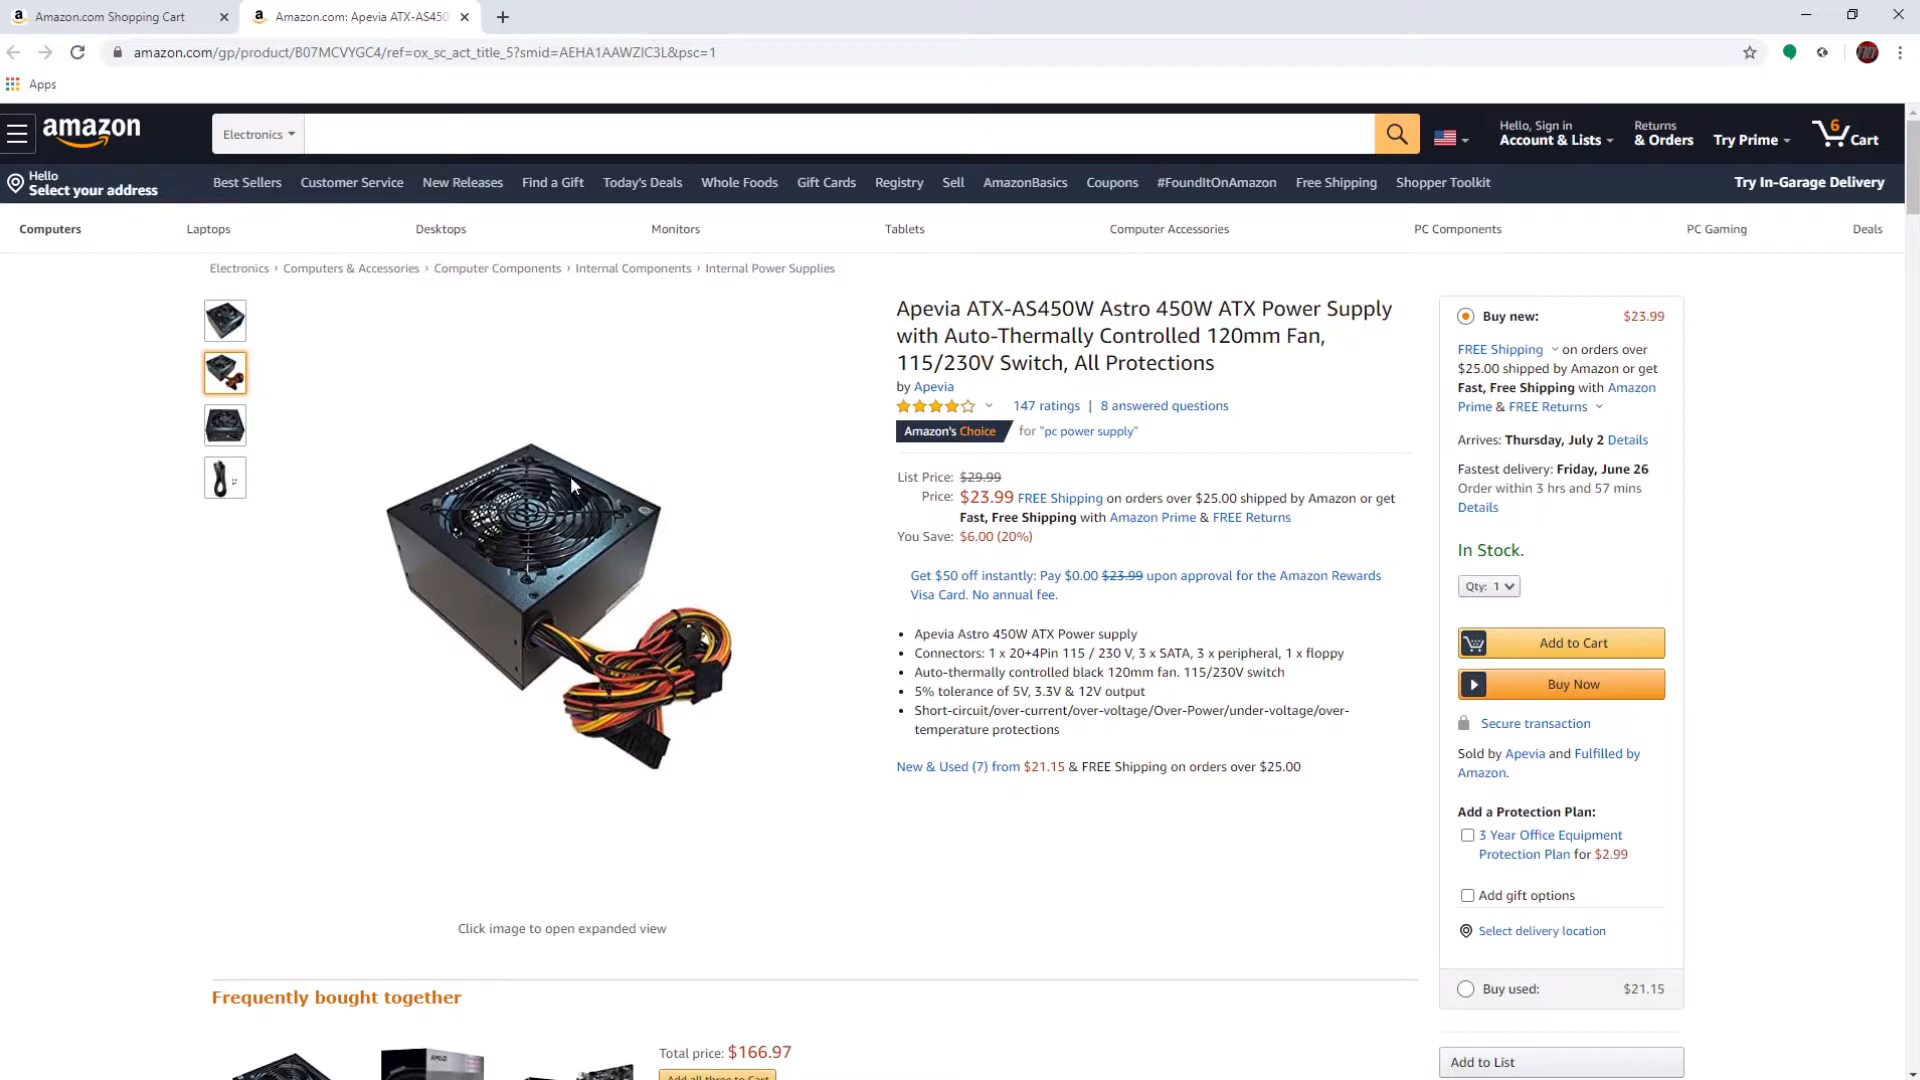 Amazon.com Shopping Cart
Amazon.com: Apevia ATX-AS450
amazon.com/gp/product/B07MCVYGC4/ref=ox_sc_act_title_5?smid=AEHA1AAWZIC3L&psc=1
Apps
amazon
Electronics
Hello, Sign in
Account & Lists
Returns
& Orders
Try Prime
6
Cart
Hello
Select your address
Best Sellers
Customer Service
New Releases
Find a Gift
Today's Deals
Whole Foods
Gift Cards
Registry
Sell
AmazonBasics
Coupons
#FoundItOnAmazon
Free Shipping
Shopper Toolkit
Try In-Garage Delivery
Computers
Laptops
Desktops
Monitors
Tablets
Computer Accessories
PC Components
PC Gaming
Deals
Electronics › Computers & Accessories › Computer Components › Internal Components › Internal Power Supplies
Click image to open expanded view
Apevia ATX-AS450W Astro 450W ATX Power Supply
with Auto-Thermally Controlled 120mm Fan,
115/230V Switch, All Protections
by Apevia
147 ratings | 8 answered questions
Amazon's Choice for "pc power supply"
List Price: $29.99
Price: $23.99 FREE Shipping on orders over $25.00 shipped by Amazon or get
Fast, Free Shipping with Amazon Prime & FREE Returns
You Save: $6.00 (20%)
Get $50 off instantly: Pay $0.00 $23.99 upon approval for the Amazon Rewards
Visa Card. No annual fee.
• Apevia Astro 450W ATX Power supply
• Connectors: 1 x 20+4Pin 115 / 230 V, 3 x SATA, 3 x peripheral, 1 x floppy
• Auto-thermally controlled black 120mm fan. 115/230V switch
• 5% tolerance of 5V, 3.3V & 12V output
• Short-circuit/over-current/over-voltage/Over-Power/under-voltage/over-
temperature protections
New & Used (7) from $21.15 & FREE Shipping on orders over $25.00
Buy new: $23.99
FREE Shipping on orders over
$25.00 shipped by Amazon or get
Fast, Free Shipping with Amazon
Prime & FREE Returns
Arrives: Thursday, July 2 Details
Fastest delivery: Friday, June 26
Order within 3 hrs and 57 mins
Details
In Stock.
Qty: 1
Add to Cart
Buy Now
Secure transaction
Sold by Apevia and Fulfilled by
Amazon.
Add a Protection Plan:
3 Year Office Equipment
Protection Plan for $2.99
Add gift options
Select delivery location
Buy used: $21.15
Add to List
Frequently bought together
Total price: $166.97
Add all three to Cart